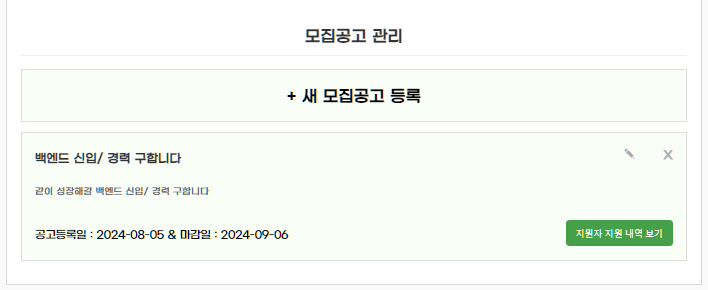 모집공고 관리
+ 새 모집공고 등록
백엔드 신입/ 경력 구합니다
X
같이 성장해갈 백엔드 신입/ 경력 구합니다
공고등록일 : 2024-08-05 & 마감일 : 2024-09-06
지원자 지원 내역 보기